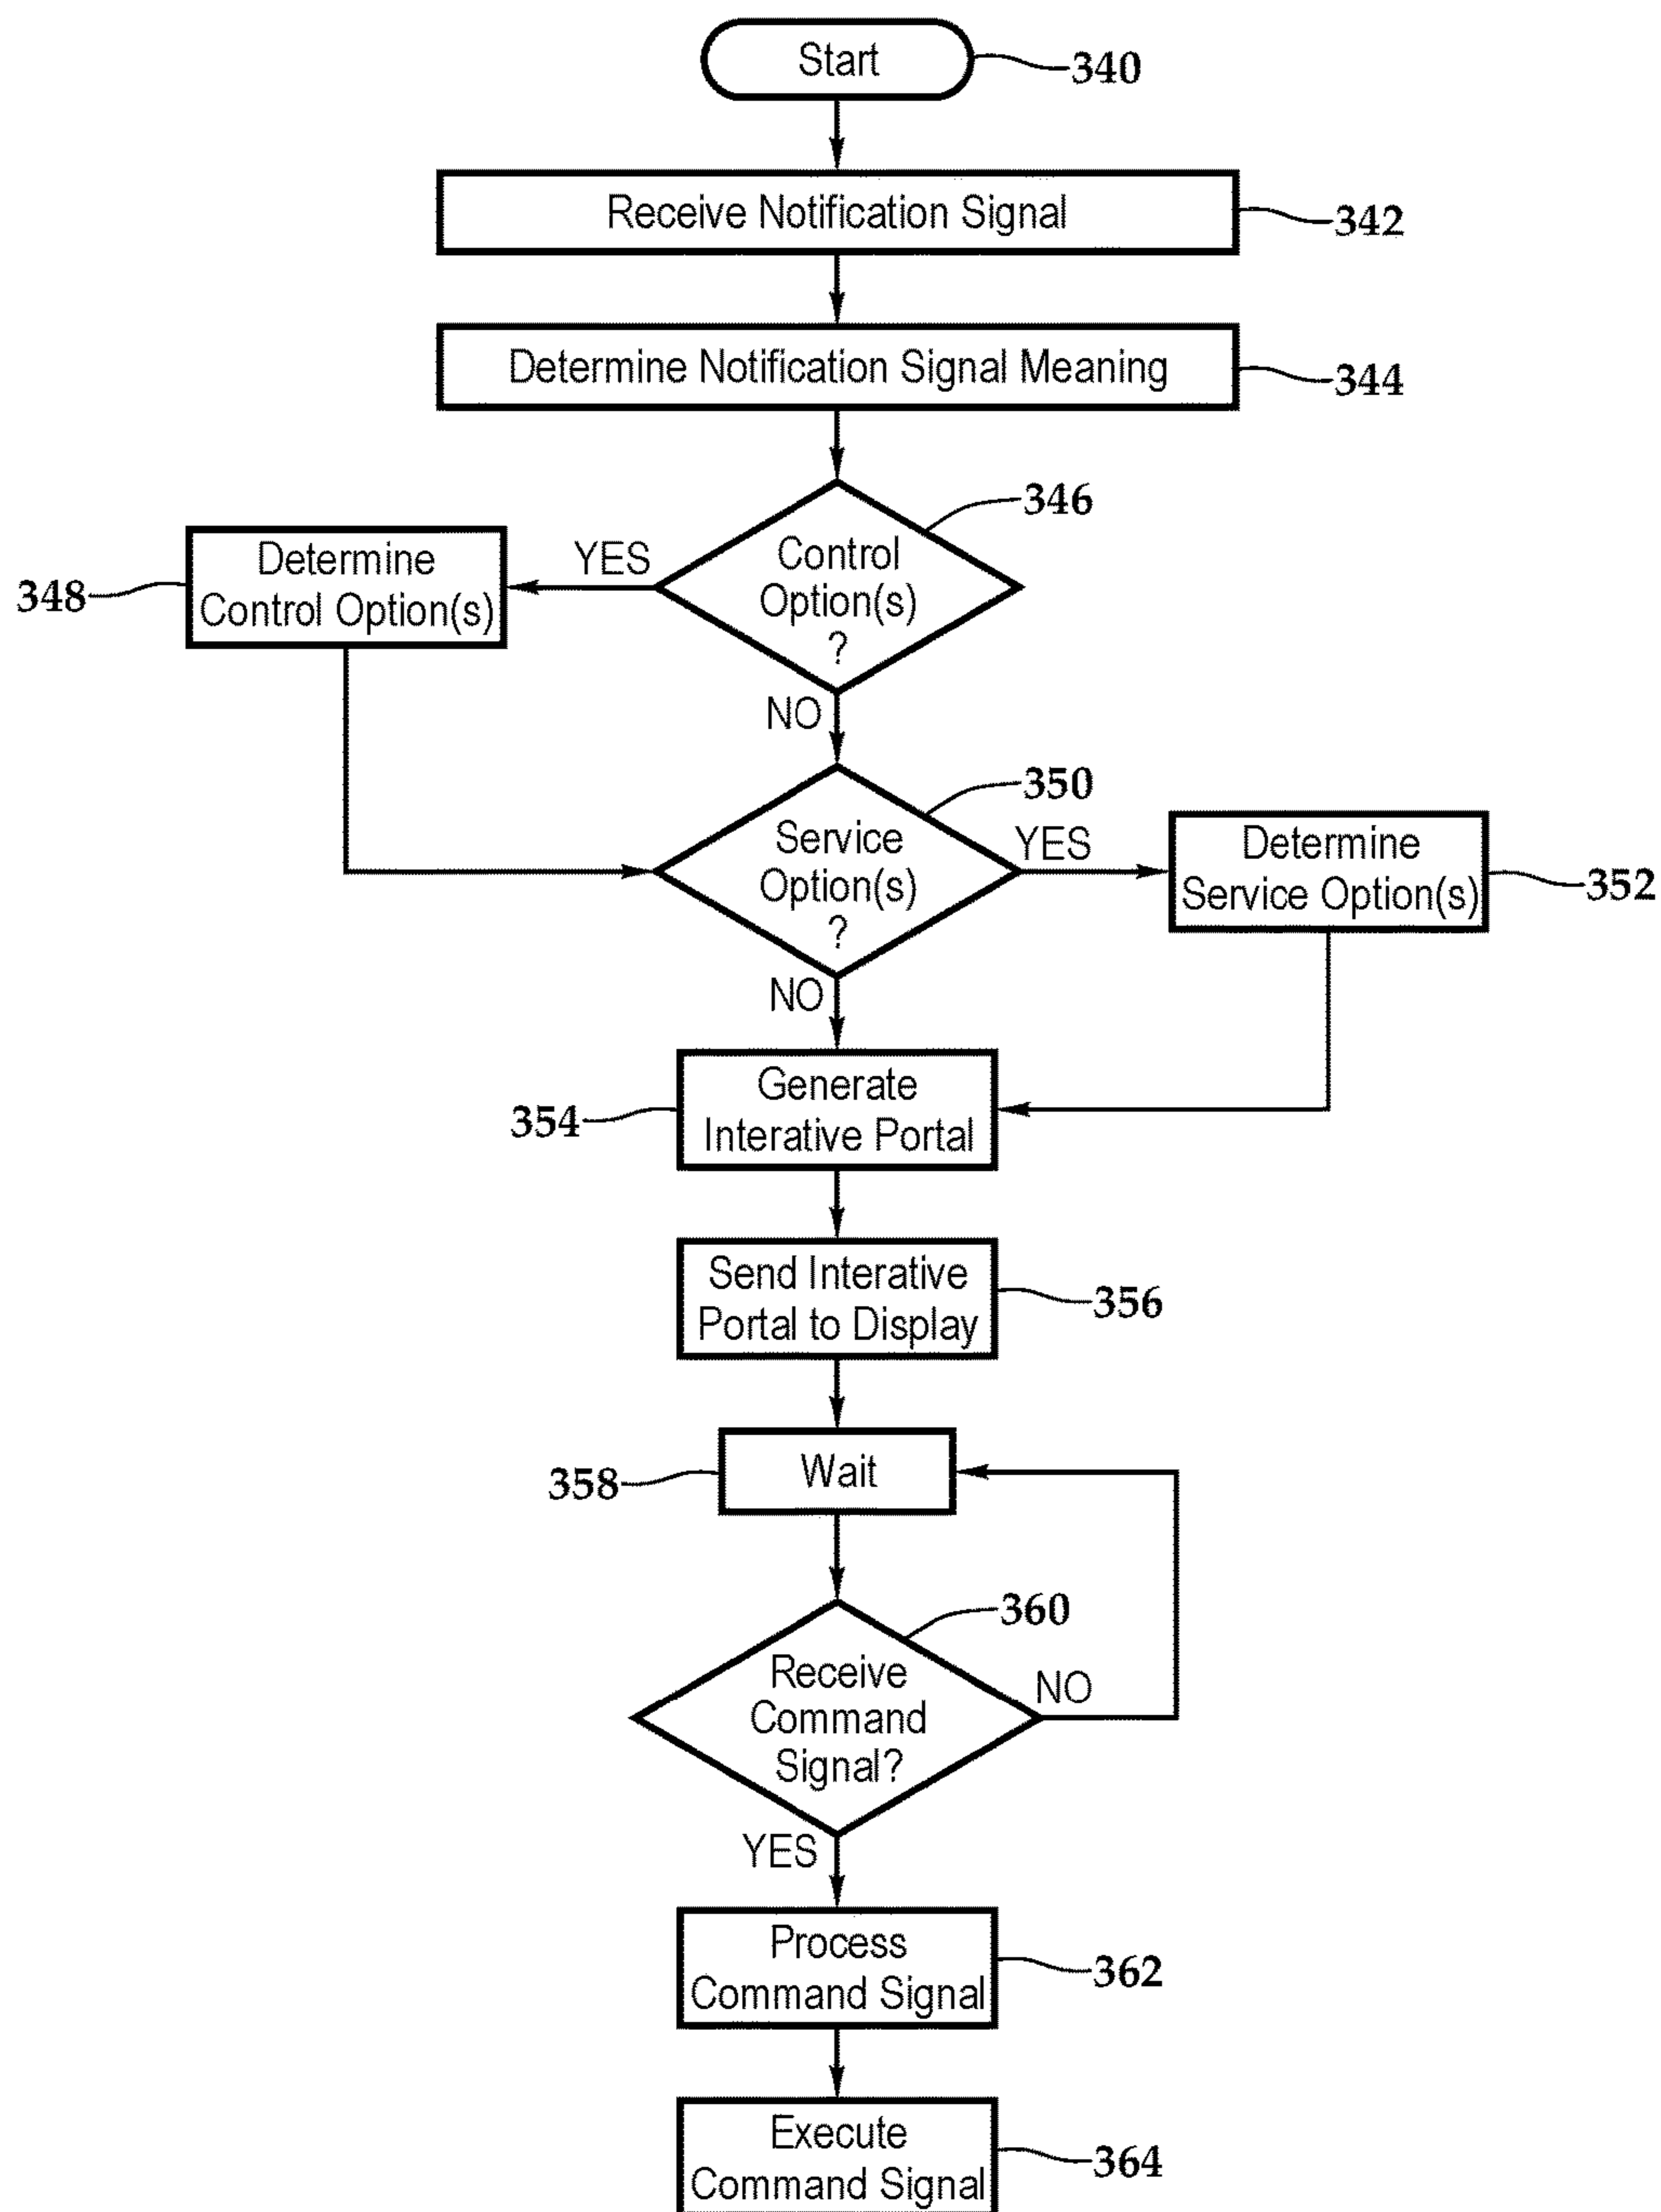 Start
340
Receive Notification Signal
342
Determine Notification Signal Meaning
344
346
Control
Option(s)
?
YES
Determine
Control Option(s)
348
NO
350
Service
Option(s)
?
YES
Determine
Service Option(s)
352
NO
Generate
Interative Portal
354
Send Interative
Portal to Display
356
Wait
358
360
Receive
Command
Signal?
NO
YES
Process
Command Signal
362
Execute
Command Signal
364